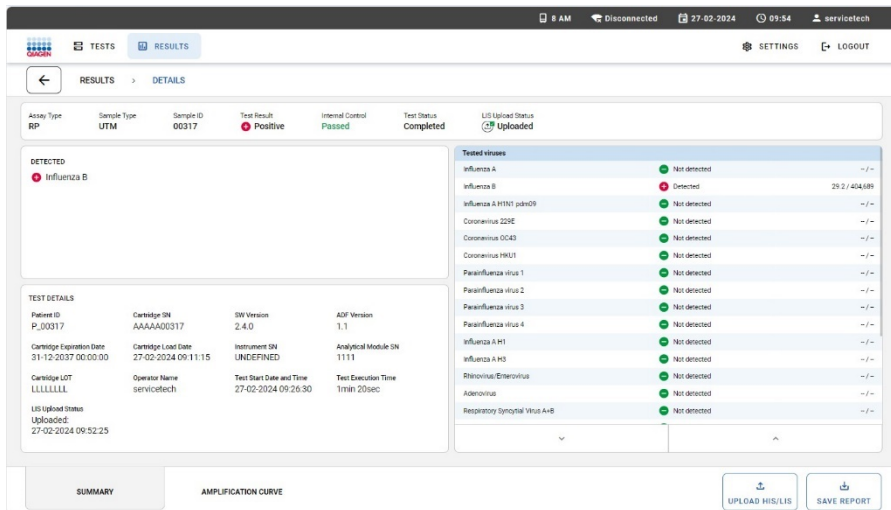 8 AM Disconnected 27-02-2024 09:54 servicetech
QIAGEN TESTS RESULTS SETTINGS LOGOUT
RESULTS > DETAILS
Assay Type Sample Type Sample ID Test Result Internal Control Test Status LIS Upload Status
RP UTM 00317 Positive Passed Completed Uploaded
DETECTED
Influenza B
TEST DETAILS
Patient ID Cartridge SN SW Version ADF Version
P_00317 AAAAA00317 2.4.0 1.1
Cartridge Expiration Date Cartridge Load Date Instrument SN Analytical Module SN
31-12-2037 00:00:00 27-02-2024 09:11:15 UNDEFINED 1111
Cartridge LOT Operator Name Test Start Date and Time Test Execution Time
LLLLLLLL servicetech 27-02-2024 09:26:30 1min 20sec
LIS Upload Status
Uploaded:
27-02-2024 09:52:25
Tested viruses
Influenza A Not detected -/-
Influenza B Detected 29.2 / 404,689
Influenza A H1N1 pdm09 Not detected -/-
Coronavirus 229E Not detected -/-
Coronavirus OC43 Not detected -/-
Coronavirus HKU1 Not detected -/-
Parainfluenza virus 1 Not detected -/-
Parainfluenza virus 2 Not detected -/-
Parainfluenza virus 3 Not detected -/-
Parainfluenza virus 4 Not detected -/-
Influenza A H1 Not detected -/-
Influenza A H3 Not detected -/-
Rhinovirus/Enterovirus Not detected -/-
Adenovirus Not detected -/-
Respiratory Syncytial Virus A+B Not detected -/-
SUMMARY AMPLIFICATION CURVE UPLOAD HIS/LIS SAVE REPORT